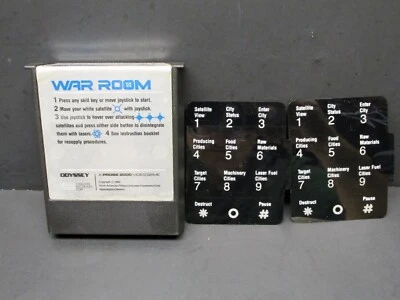 WAR ROOM
1 Press any skill key or move joystick to start.
2 Move your white satellite with joystick.
3 Use joystick to hover over attacking
satellites and press either side button to disintegrate
them with lasers. 4 See instruction booklet
for resupply procedures.
ODYSSEY
Satellite City Enter
View Status City
1 2 3
Producing Food Raw
Cities Cities Materials
4 5 6
Target Machinery Laser Fuel
Cities Cities Cities
7 8 9
Destruct Pause
* O #
Satellite City Enter
View Status City
1 2 3
Producing Food Raw
Cities Cities Materials
4 5 6
Target Machinery Laser Fuel
Cities Cities Cities
7 8 9
Destruct Pause
* O #